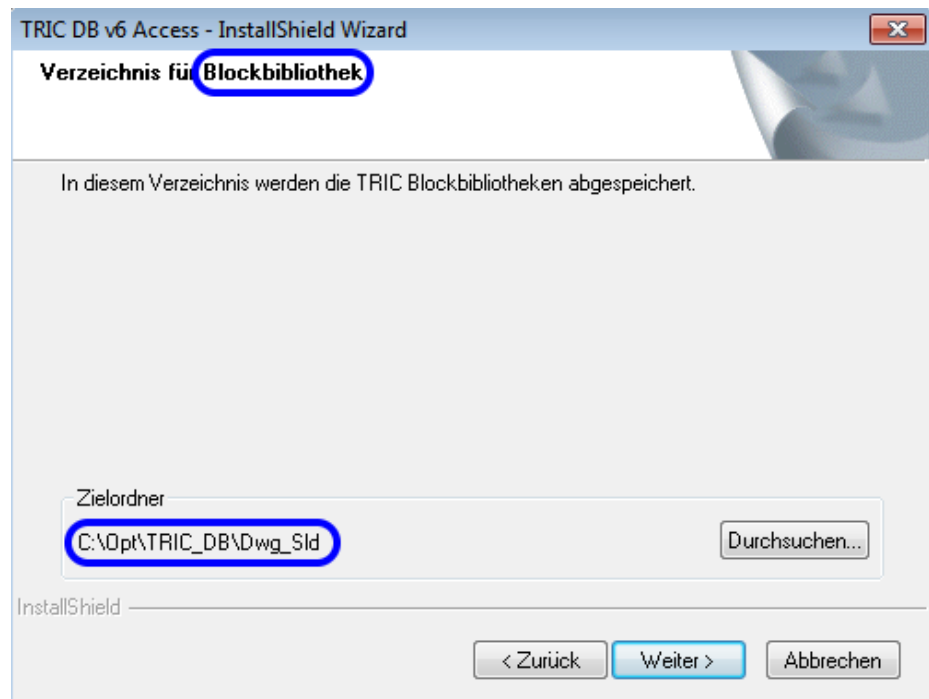 TRIC DB v6 Access - InstallShield Wizard
Verzeichnis für Blockbibliothek
In diesem Verzeichnis werden die TRIC Blockbibliotheken abgespeichert.
Zielordner
C:\Opt\TRIC_DB\Dwg_Sld
Durchsuchen...
InstallShield
< Zurück
Weiter >
Abbrechen